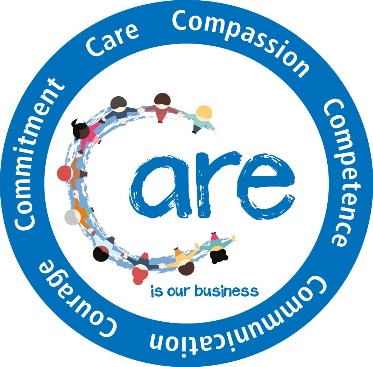 Care Compassion Competence Communication Courage Commitment
Care
is our business